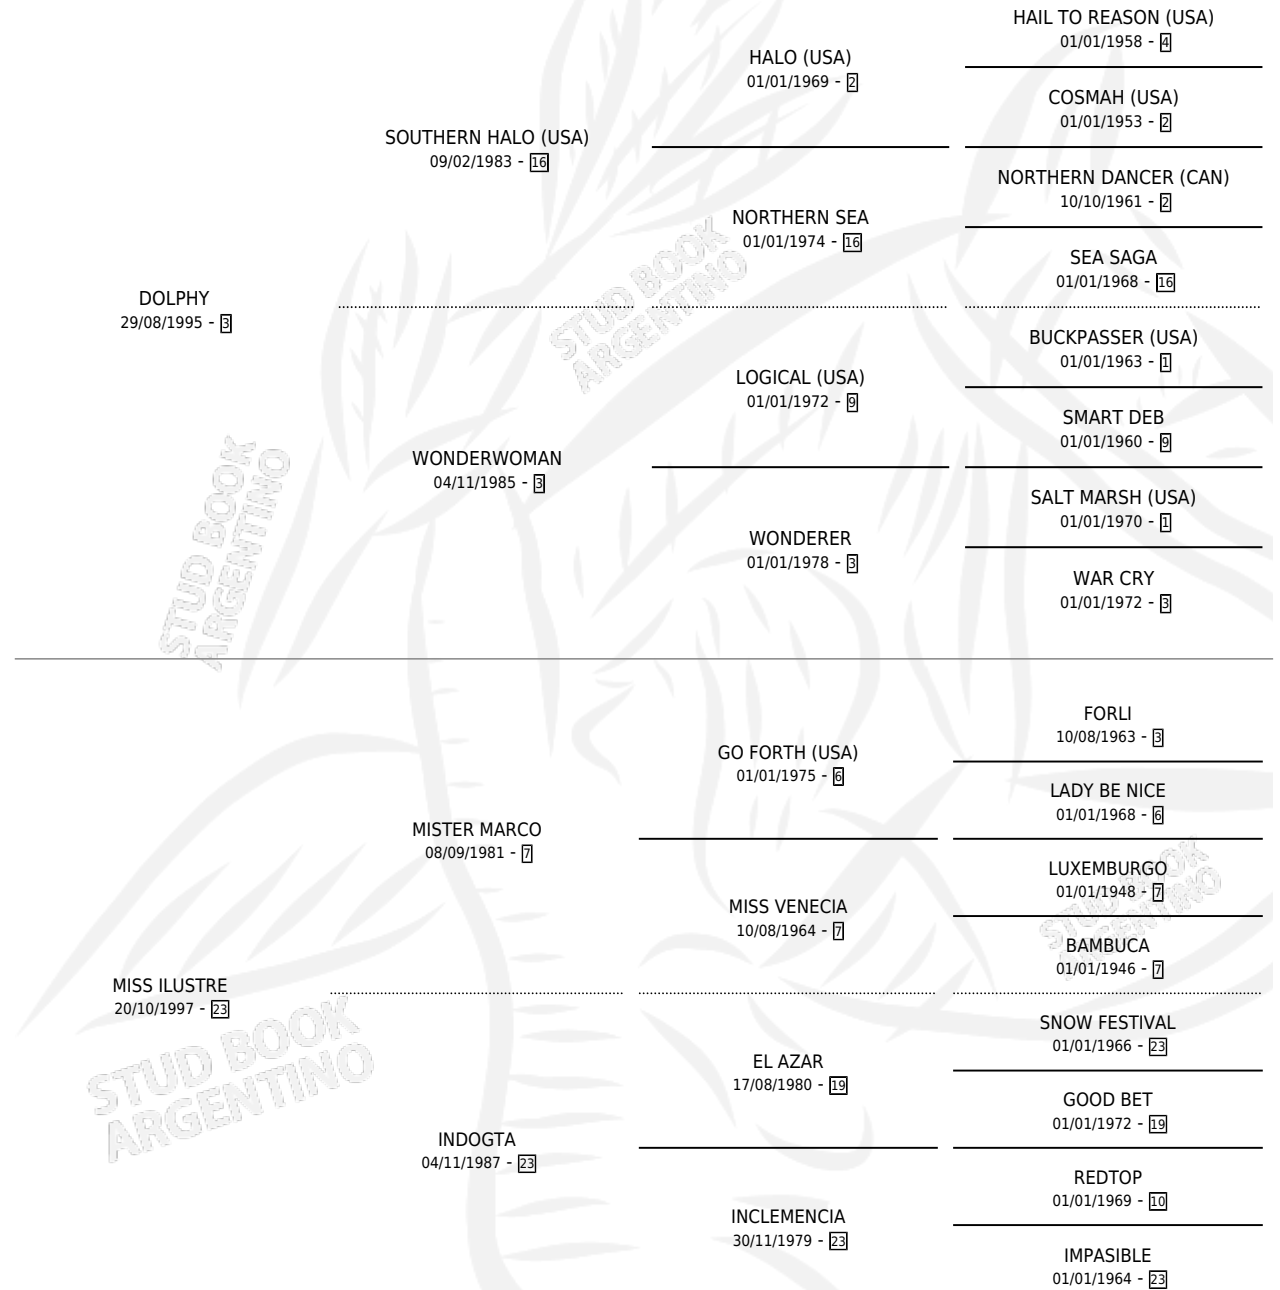 HAIL TO REASON (USA)
01/01/1958 - 4
HALO (USA)
01/01/1969 - 2
COSMAH (USA)
01/01/1953 - 2
SOUTHERN HALO (USA)
09/02/1983 - 16
NORTHERN DANCER (CAN)
10/10/1961 - 2
NORTHERN SEA
01/01/1974 - 16
SEA SAGA
01/01/1968 - 16
DOLPHY
29/08/1995 - 3
STUD BOOK
ARGENTINO
BUCKPASSER (USA)
01/01/1963 - 1
LOGICAL (USA)
01/01/1972 - 9
SMART DEB
01/01/1960 - 9
WONDERWOMAN
04/11/1985 - 3
SALT MARSH (USA)
01/01/1970 - 1
WONDERER
01/01/1978 - 3
WAR CRY
01/01/1972 - 3
STUD BOOK
ARGENTINO
FORLI
10/08/1963 - 3
GO FORTH (USA)
01/01/1975 - 6
LADY BE NICE
01/01/1968 - 6
MISTER MARCO
08/09/1981 - 7
LUXEMBURGO
01/01/1948 - 7
MISS VENECIA
10/08/1964 - 7
BAMBUCA
01/01/1946 - 7
STUD BOOK
ARGENTINO
MISS ILUSTRE
20/10/1997 - 23
SNOW FESTIVAL
01/01/1966 - 23
EL AZAR
17/08/1980 - 19
GOOD BET
01/01/1972 - 19
STUD BOOK
ARGENTINO
INDOGTA
04/11/1987 - 23
REDTOP
01/01/1969 - 10
INCLEMENCIA
30/11/1979 - 23
IMPASIBLE
01/01/1964 - 23